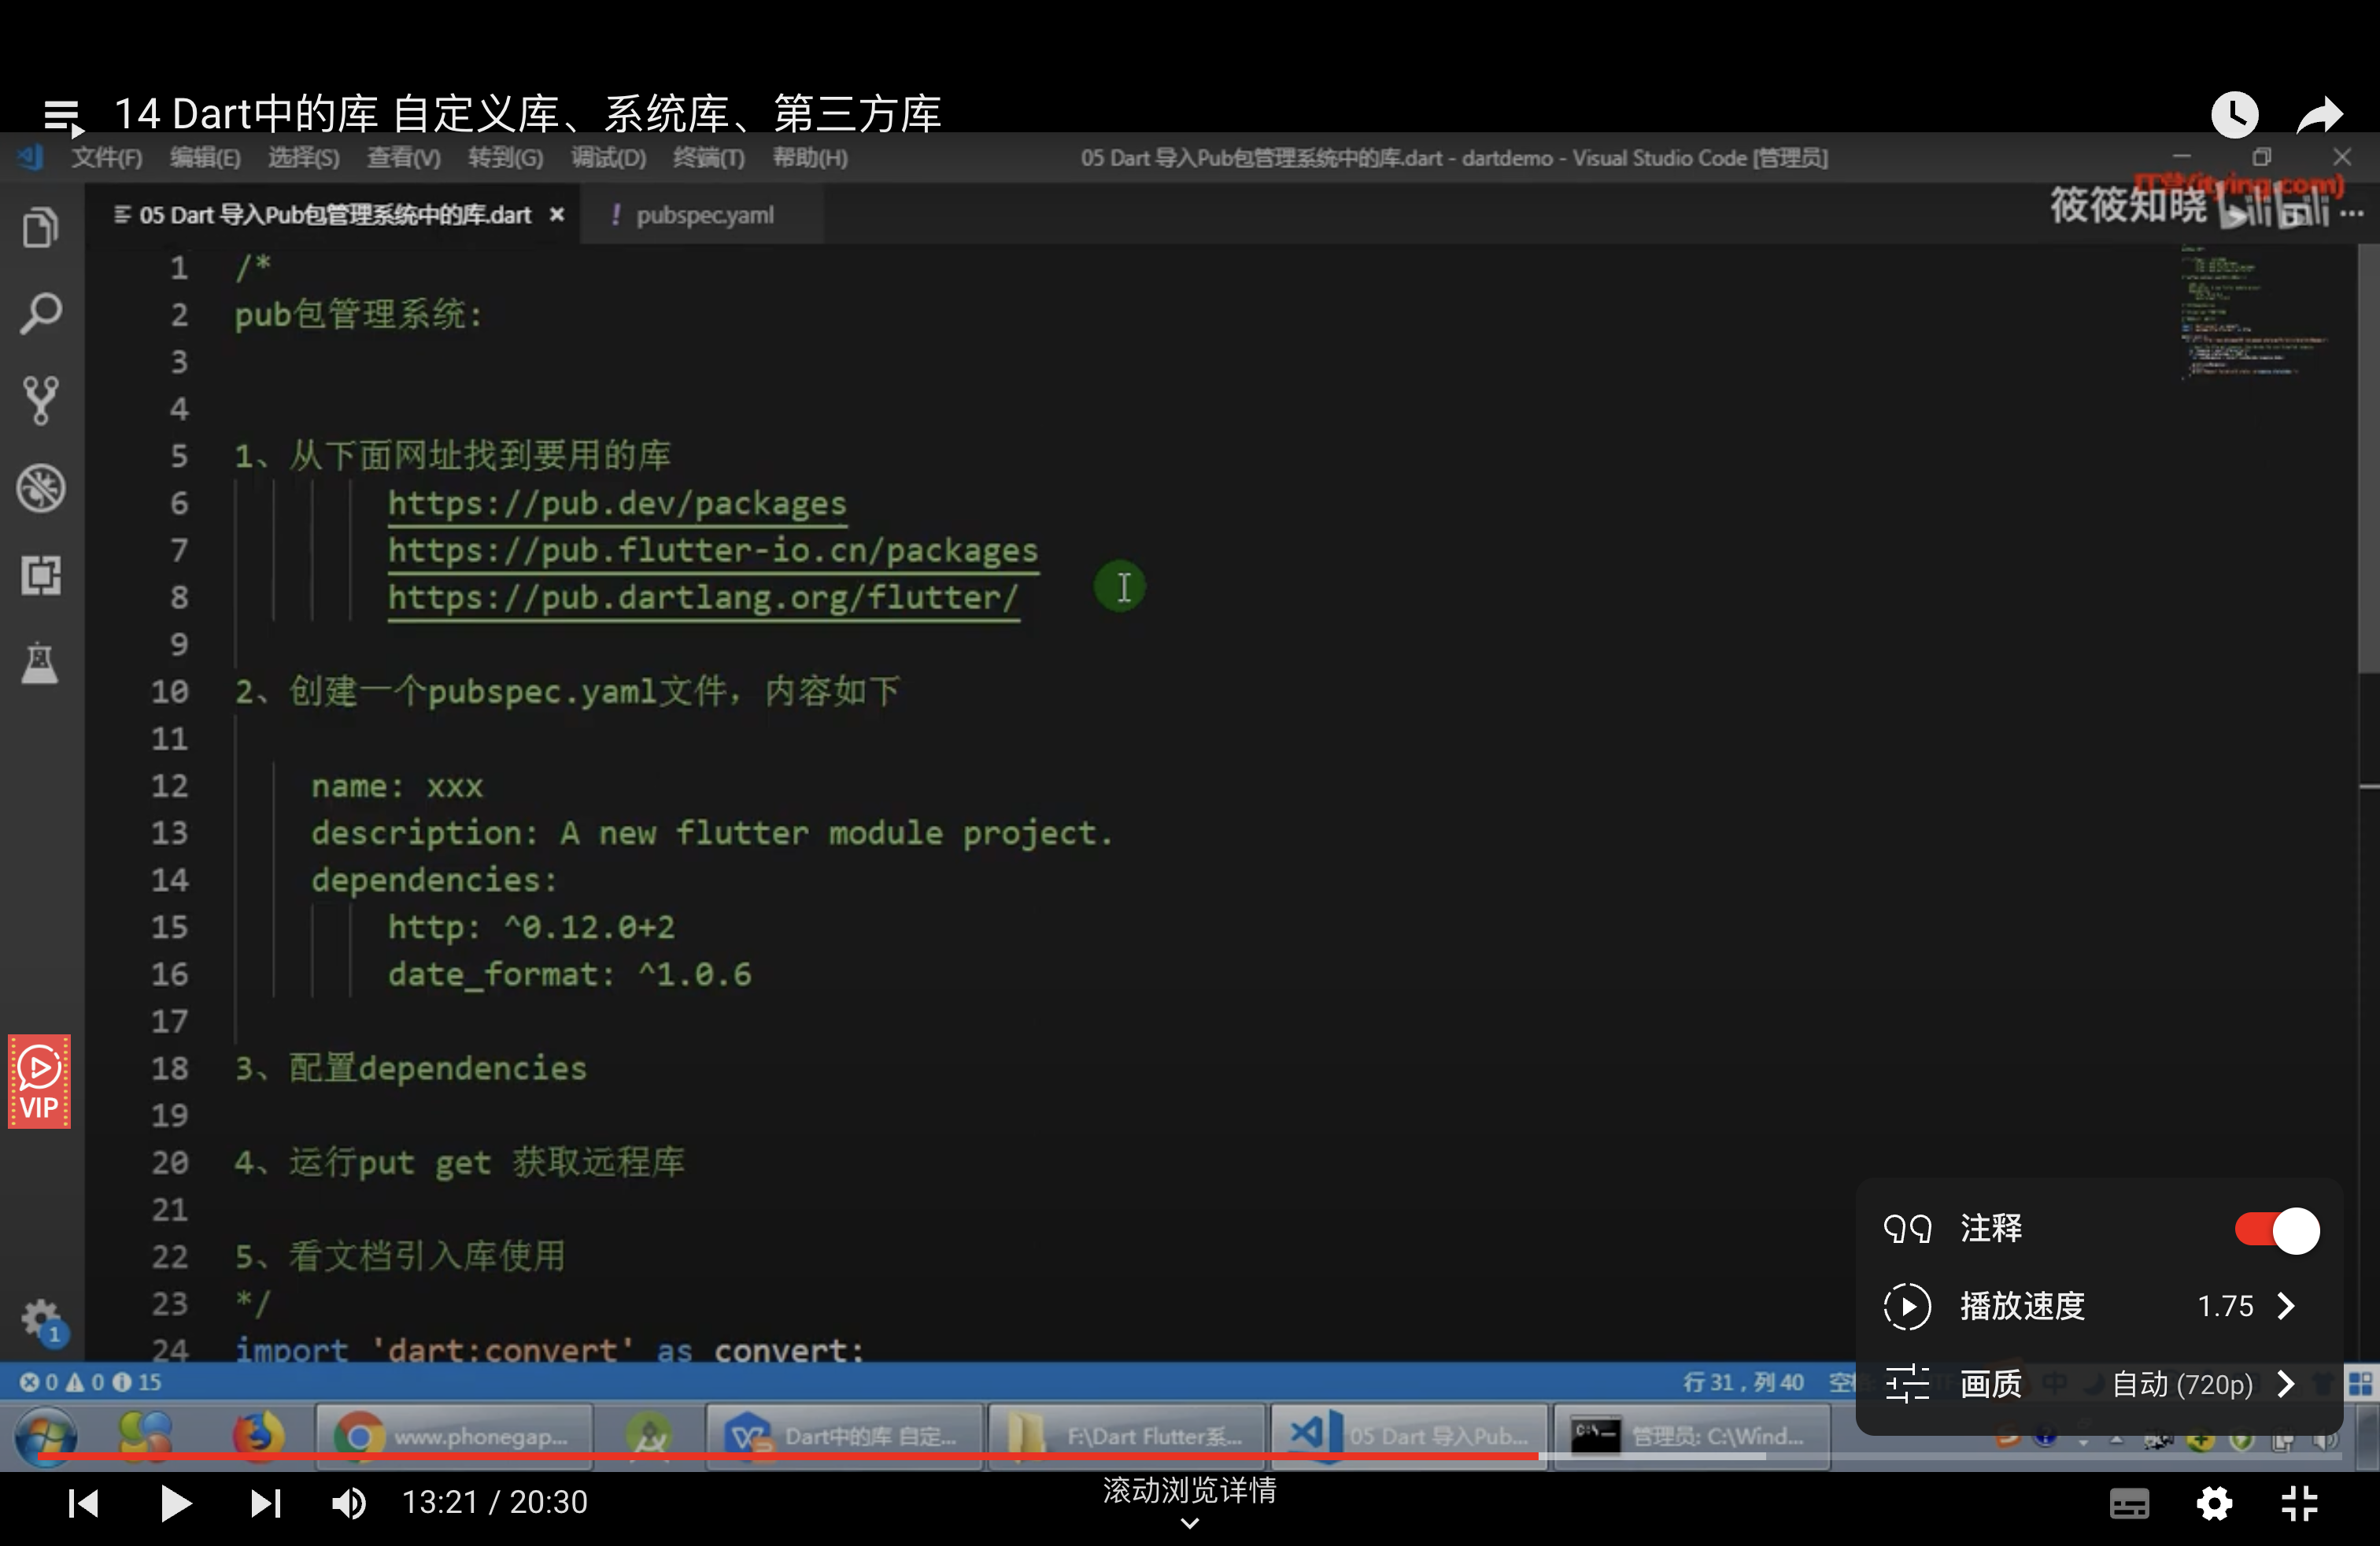 14 Dart中的库 自定义库、系统库、第三方库
文件(F) 编辑(E) 选择(S) 查看(V) 转到(G) 调试(D) 终端(T) 帮助(H) 05 Dart 导入Pub包管理系统中的库.dart - dartdemo - Visual Studio Code [管理员]
IT营(itying.com)
05 Dart 导入Pub包管理系统中的库.dart × ! pubspec.yaml 筱筱知晓 bilibili ...
1 /*
2 pub包管理系统:
3
4
5 1、从下面网址找到要用的库
6 https://pub.dev/packages
7 https://pub.flutter-io.cn/packages
8 https://pub.dartlang.org/flutter/
9
10 2、创建一个pubspec.yaml文件，内容如下
11
12 name: xxx
13 description: A new flutter module project.
14 dependencies:
15 http: ^0.12.0+2
16 date_format: ^1.0.6
17
18 3、配置dependencies
19
20 4、运行put get 获取远程库
21
22 5、看文档引入库使用
23 */
24 import 'dart:convert' as convert;
VIP
1
注释
播放速度 1.75
画质 自动 (720p)
0 0 15 行 31，列 40
www.phonegap... Dart中的库 自定... F:\Dart Flutter系... 05 Dart 导入Pub... 管理员: C:\Wind...
13:21 / 20:30
滚动浏览详情